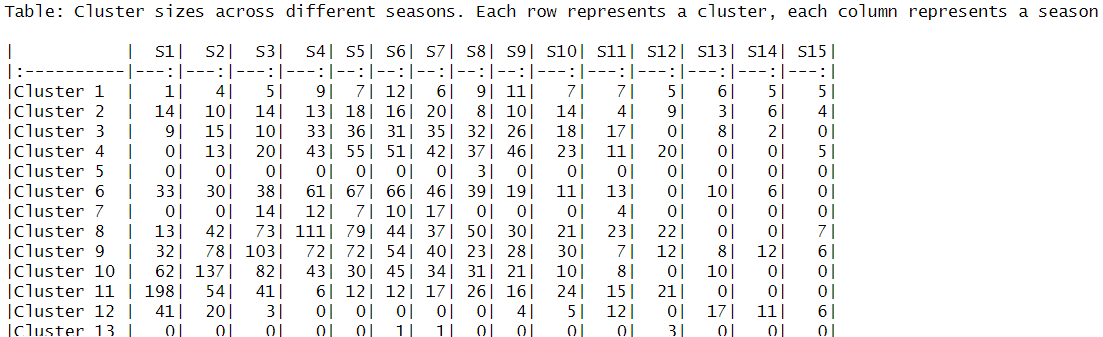 Table: Cluster sizes across different seasons. Each row represents a cluster, each column represents a season
|           |  S1|  S2|  S3|  S4| S5| S6| S7| S8| S9| S10| S11| S12| S13| S14| S15|
|:----------|---:|---:|---:|---:|--:|--:|--:|--:|--:|---:|---:|---:|---:|---:|---:|
|Cluster 1  |   1|   4|   5|   9|  7| 12|  6|  9| 11|   7|   7|   5|   6|   5|   5|
|Cluster 2  |  14|  10|  14|  13| 18| 16| 20|  8| 10|  14|   4|   9|   3|   6|   4|
|Cluster 3  |   9|  15|  10|  33| 36| 31| 35| 32| 26|  18|  17|   0|   8|   2|   0|
|Cluster 4  |   0|  13|  20|  43| 55| 51| 42| 37| 46|  23|  11|  20|   0|   0|   5|
|Cluster 5  |   0|   0|   0|   0|  0|  0|  0|  3|  0|   0|   0|   0|   0|   0|   0|
|Cluster 6  |  33|  30|  38|  61| 67| 66| 46| 39| 19|  11|  13|   0|  10|   6|   0|
|Cluster 7  |   0|   0|  14|  12|  7| 10| 17|  0|  0|   0|   4|   0|   0|   0|   0|
|Cluster 8  |  13|  42|  73| 111| 79| 44| 37| 50| 30|  21|  23|  22|   0|   0|   7|
|Cluster 9  |  32|  78| 103|  72| 72| 54| 40| 23| 28|  30|   7|  12|   8|  12|   6|
|Cluster 10 |  62| 137|  82|  43| 30| 45| 34| 31| 21|  10|   8|   0|  10|   0|   0|
|Cluster 11 | 198|  54|  41|   6| 12| 12| 17| 26| 16|  24|  15|  21|   0|   0|   0|
|Cluster 12 |  41|  20|   3|   0|  0|  0|  0|  0|  4|   5|  12|   0|  17|  11|   6|
|Cluster 13 |   0|   0|   0|   0|  0|  1|  1|  0|  0|   0|   0|   3|   0|   0|   0|